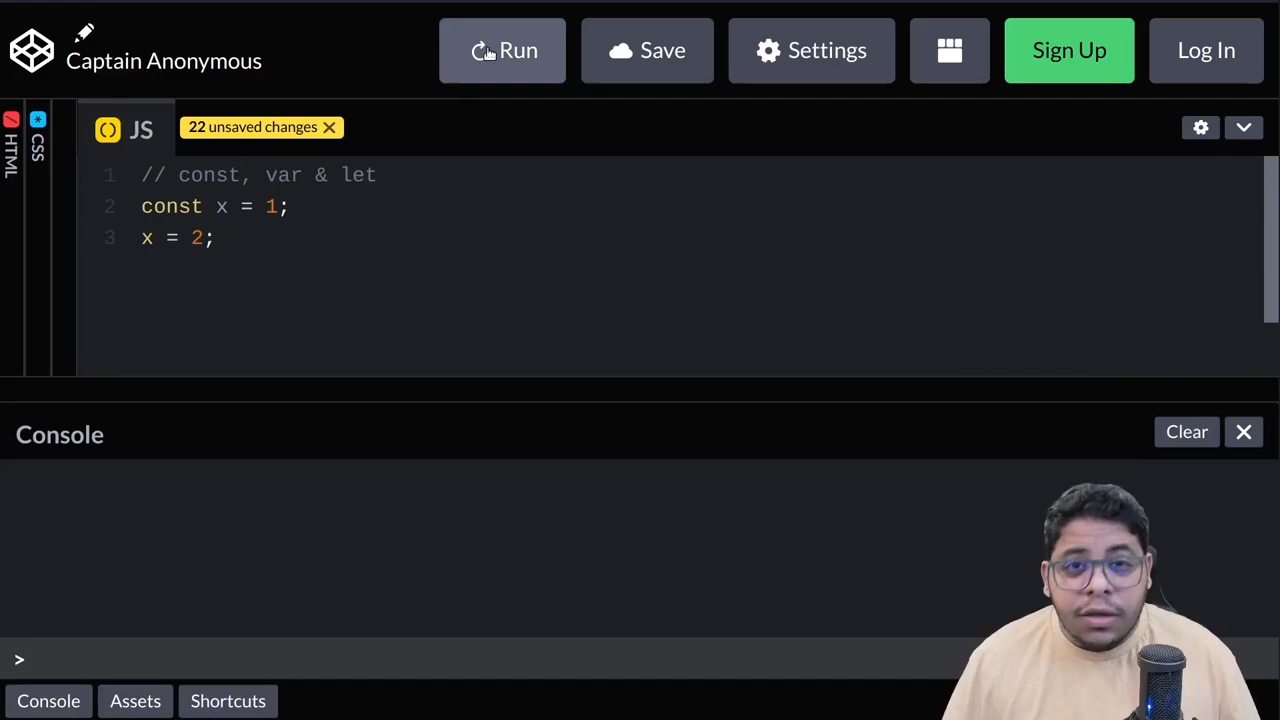 Captain Anonymous
Run
Save
Settings
Sign Up
Log In
HTML
CSS
JS
22 unsaved changes
1 // const, var & let
2 const x = 1;
3 x = 2;
Console
Clear
>
Console
Assets
Shortcuts